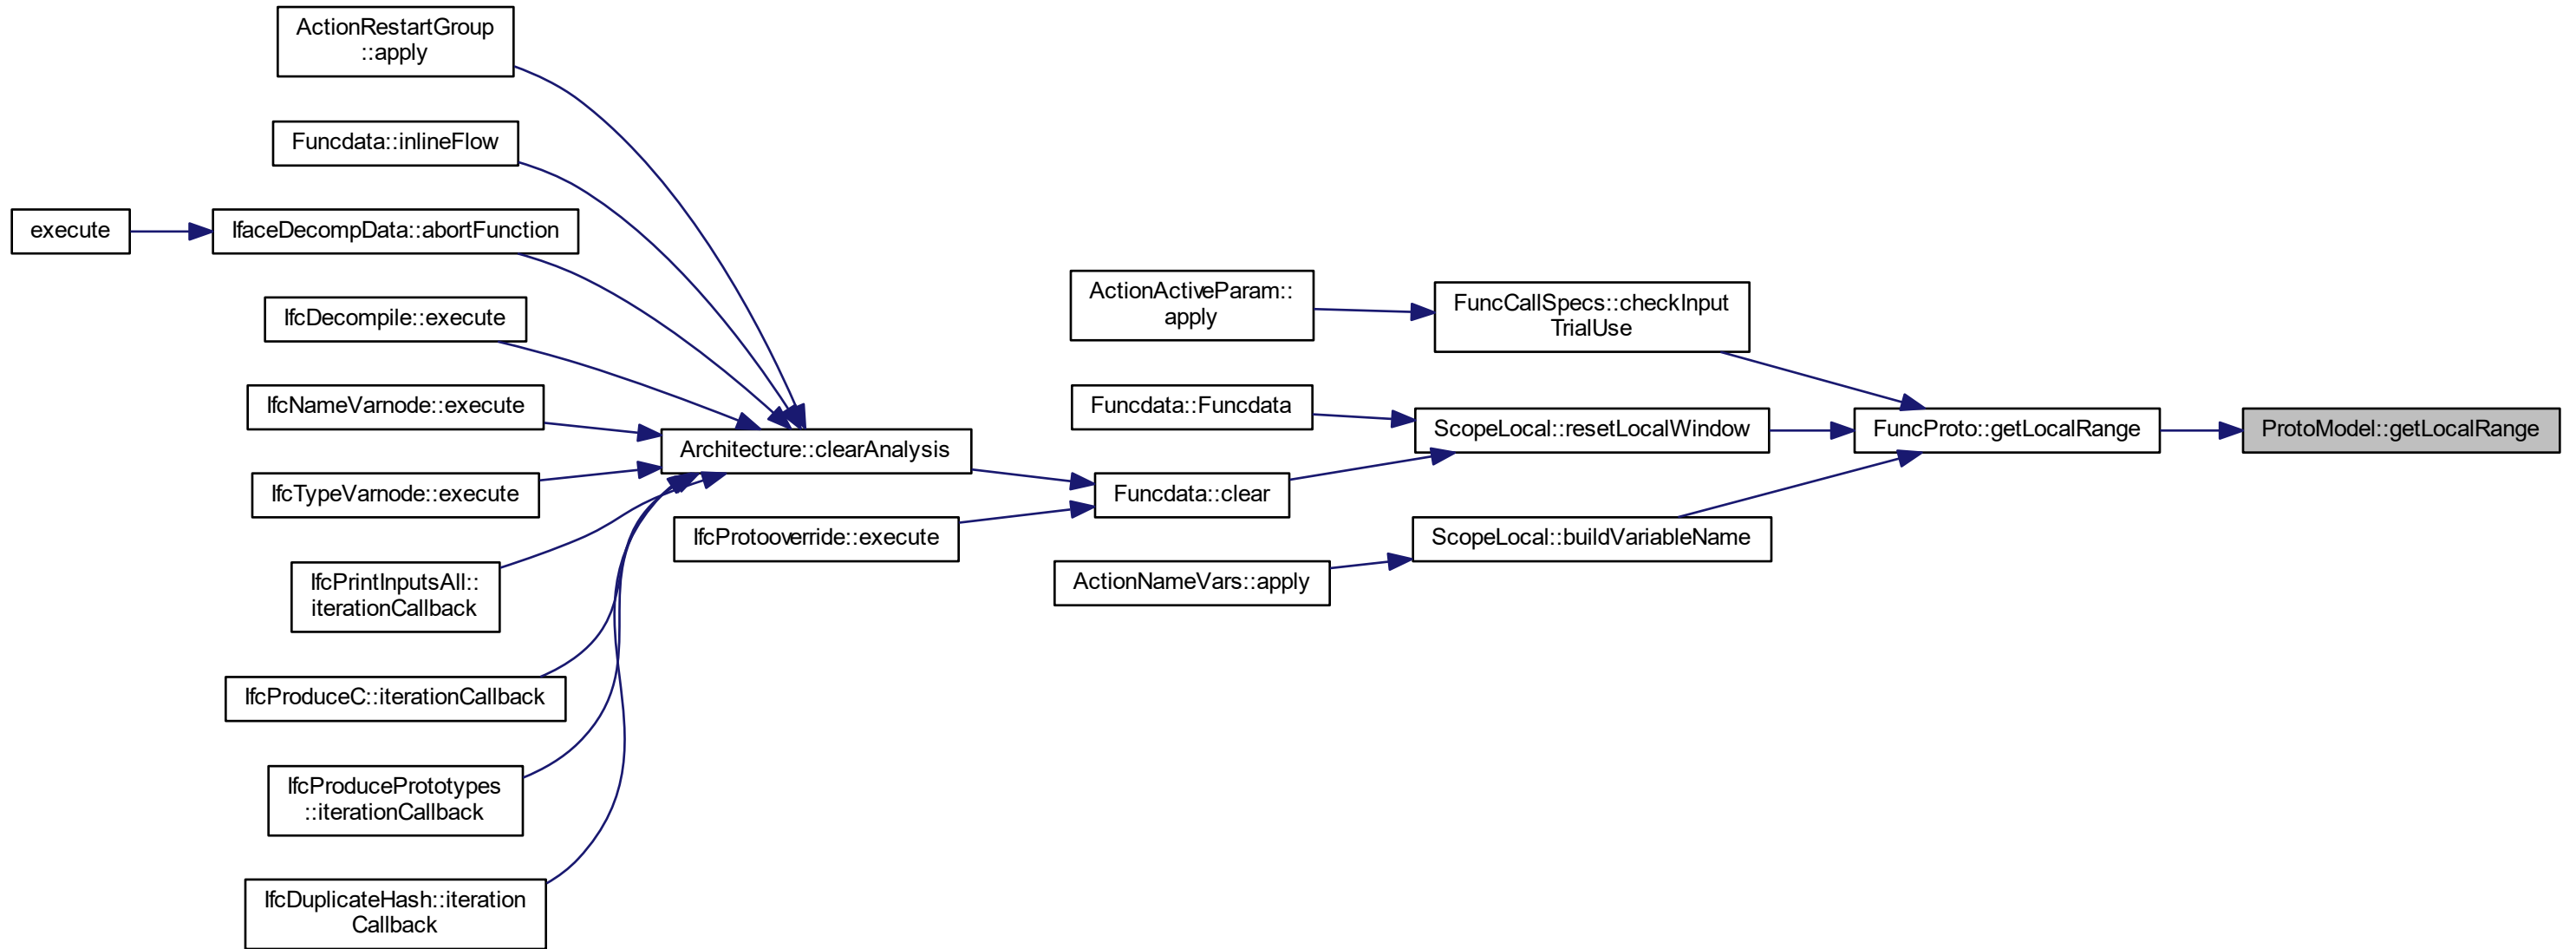 ActionRestartGroup
::apply
Funcdata::inlineFlow
execute
IfaceDecompData::abortFunction
IfcDecompile::execute
IfcNameVarnode::execute
IfcTypeVarnode::execute
IfcPrintInputsAll::
iterationCallback
IfcProduceC::iterationCallback
IfcProducePrototypes
::iterationCallback
IfcDuplicateHash::iteration
Callback
Architecture::clearAnalysis
IfcProtooverride::execute
ActionActiveParam::
apply
Funcdata::Funcdata
Funcdata::clear
ActionNameVars::apply
FuncCallSpecs::checkInput
TrialUse
ScopeLocal::resetLocalWindow
ScopeLocal::buildVariableName
FuncProto::getLocalRange
ProtoModel::getLocalRange